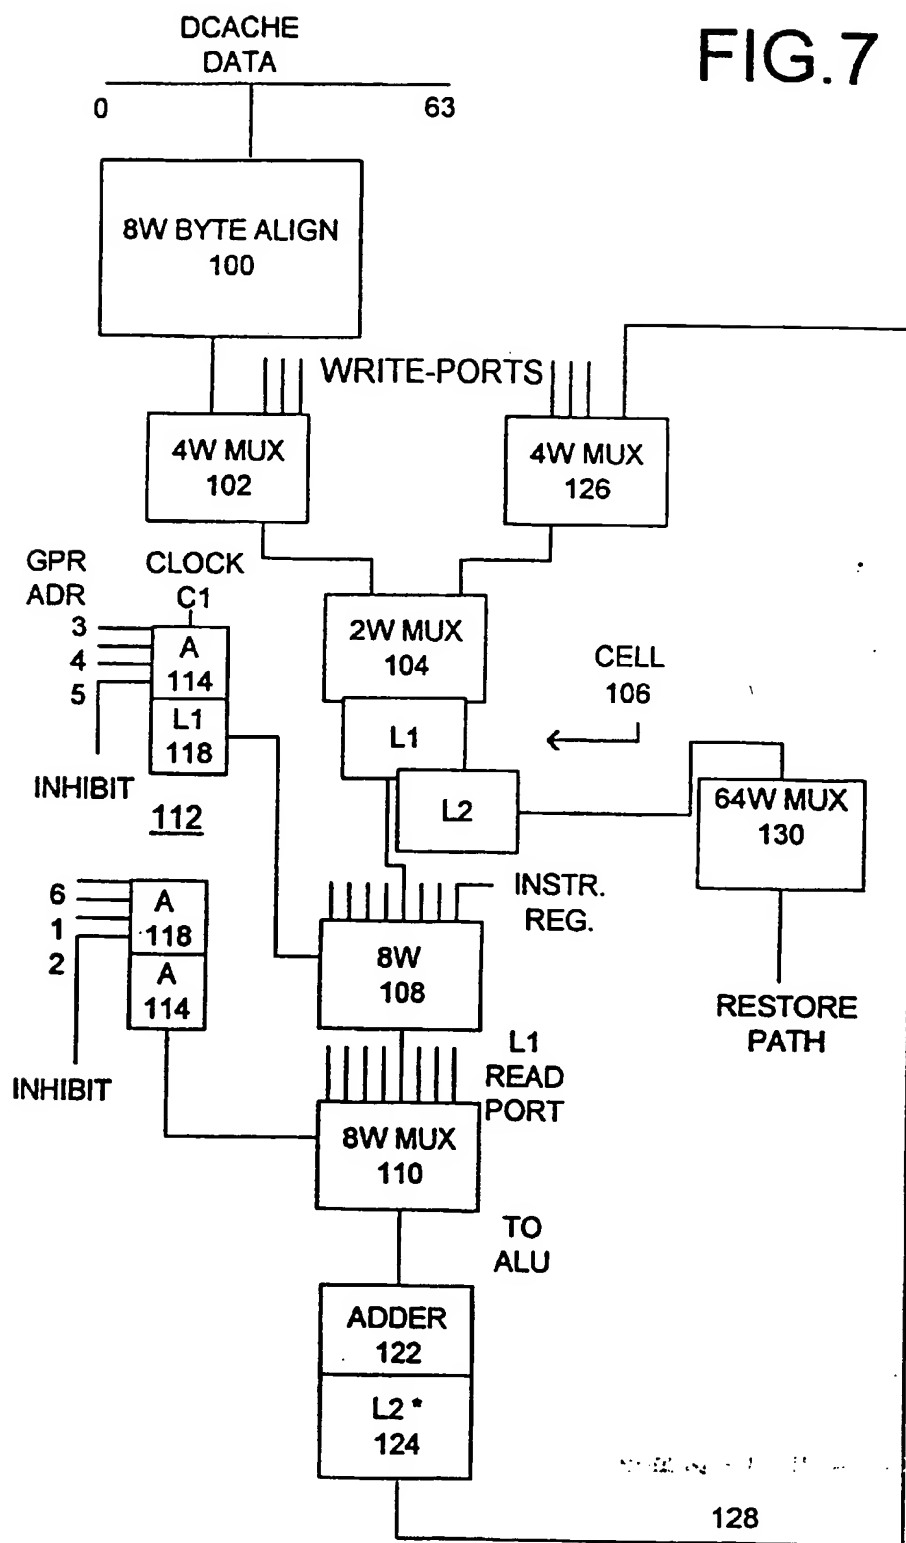 FIG.7
DCACHE
DATA
0
63
8W BYTE ALIGN
100
WRITE-PORTS
4W MUX
102
4W MUX
126
GPR
ADR
CLOCK
C1
3
4
5
A
114
L1
118
INHIBIT
112
2W MUX
104
L1
L2
CELL
106
64W MUX
130
RESTORE
PATH
6
1
2
A
118
A
114
INHIBIT
INSTR.
REG.
8W
108
L1
READ
PORT
8W MUX
110
TO
ALU
ADDER
122
L2 *
124
128